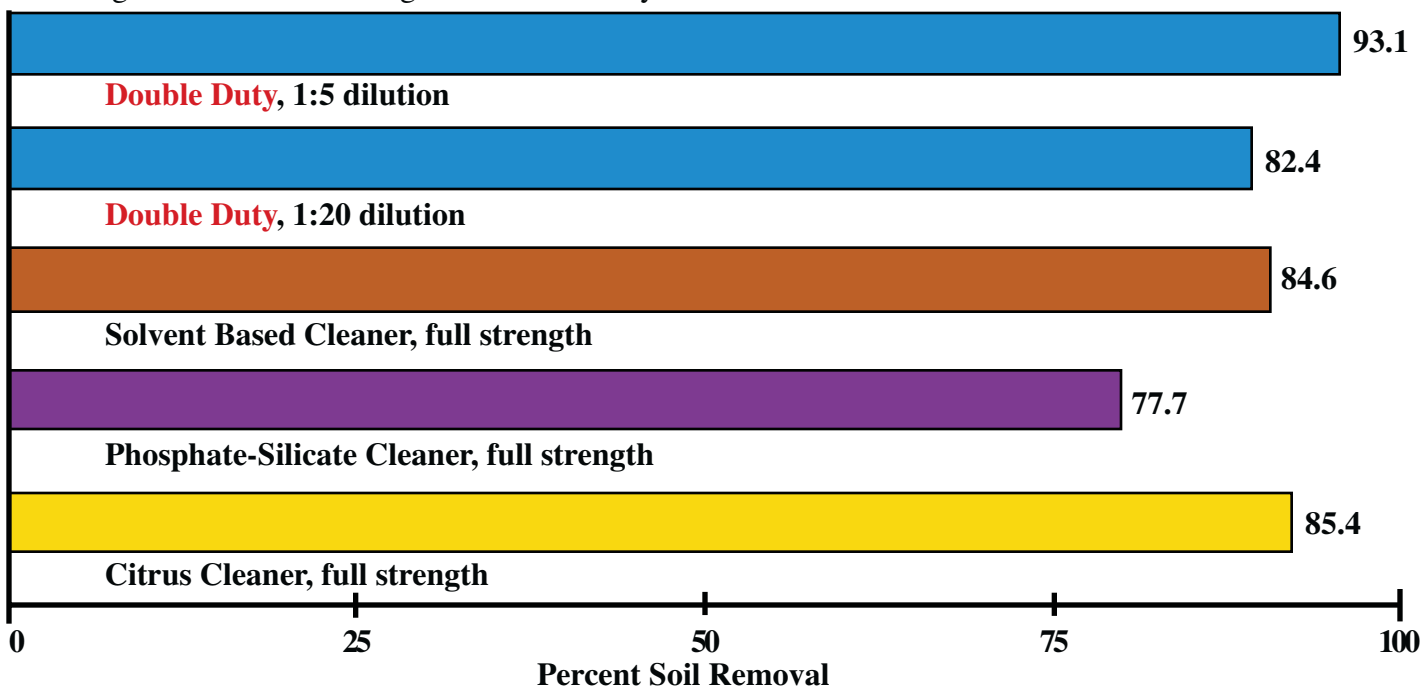 93.1
Double Duty, 1:5 dilution
82.4
Double Duty, 1:20 dilution
84.6
Solvent Based Cleaner, full strength
77.7
Phosphate-Silicate Cleaner, full strength
85.4
Citrus Cleaner, full strength
0 25 50 75 100
Percent Soil Removal